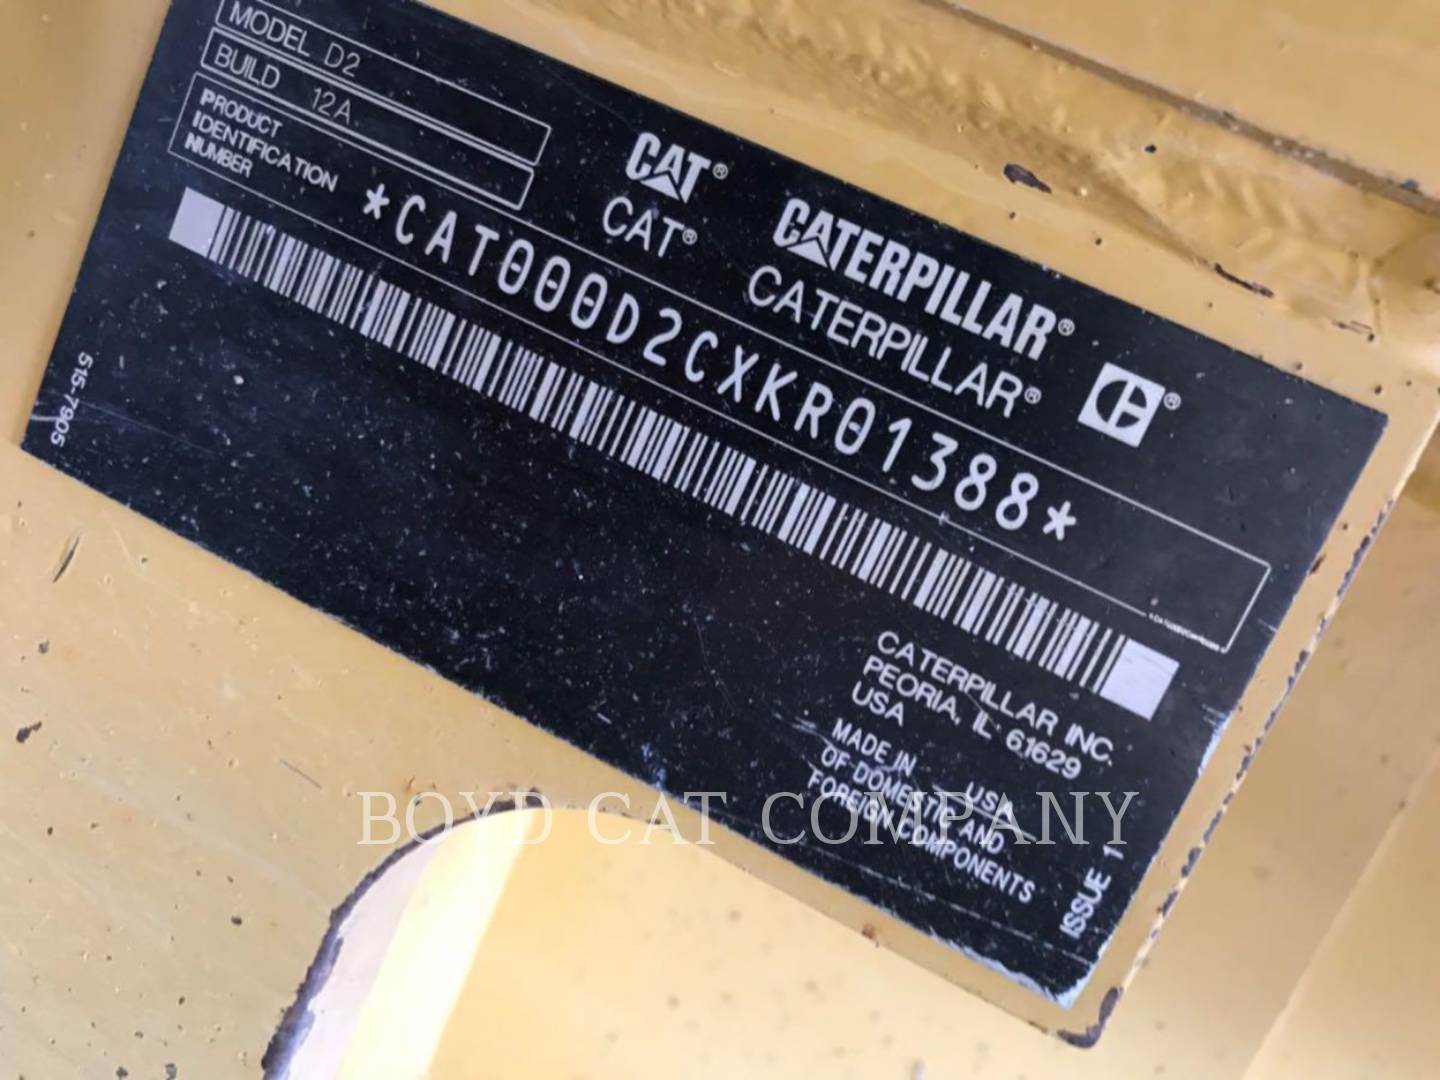 MODEL D2
BUILD 12A
PRODUCT
IDENTIFICATION
NUMBER
*CAT000D2CXKR01388*
CAT®
CAT®
CATERPILLAR®
CATERPILLAR®
®
515-7905
CATERPILLAR INC.
PEORIA, IL 61629
USA
MADE IN USA
OF DOMESTIC AND
FOREIGN COMPONENTS
ISSUE 1
BOYD CAT COMPANY